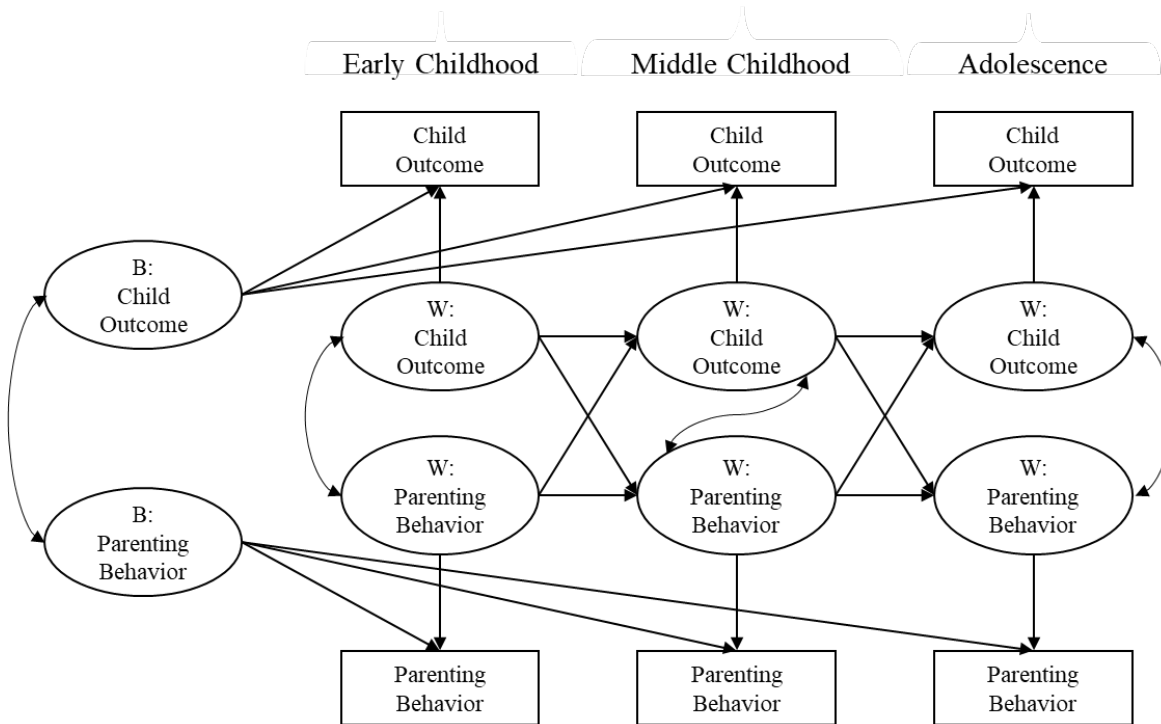 Early Childhood
Middle Childhood
Adolescence
Child
Outcome
Child
Outcome
Child
Outcome
B:
Child
Outcome
W:
Child
Outcome
W:
Child
Outcome
W:
Child
Outcome
B:
Parenting
Behavior
W:
Parenting
Behavior
W:
Parenting
Behavior
W:
Parenting
Behavior
Parenting
Behavior
Parenting
Behavior
Parenting
Behavior